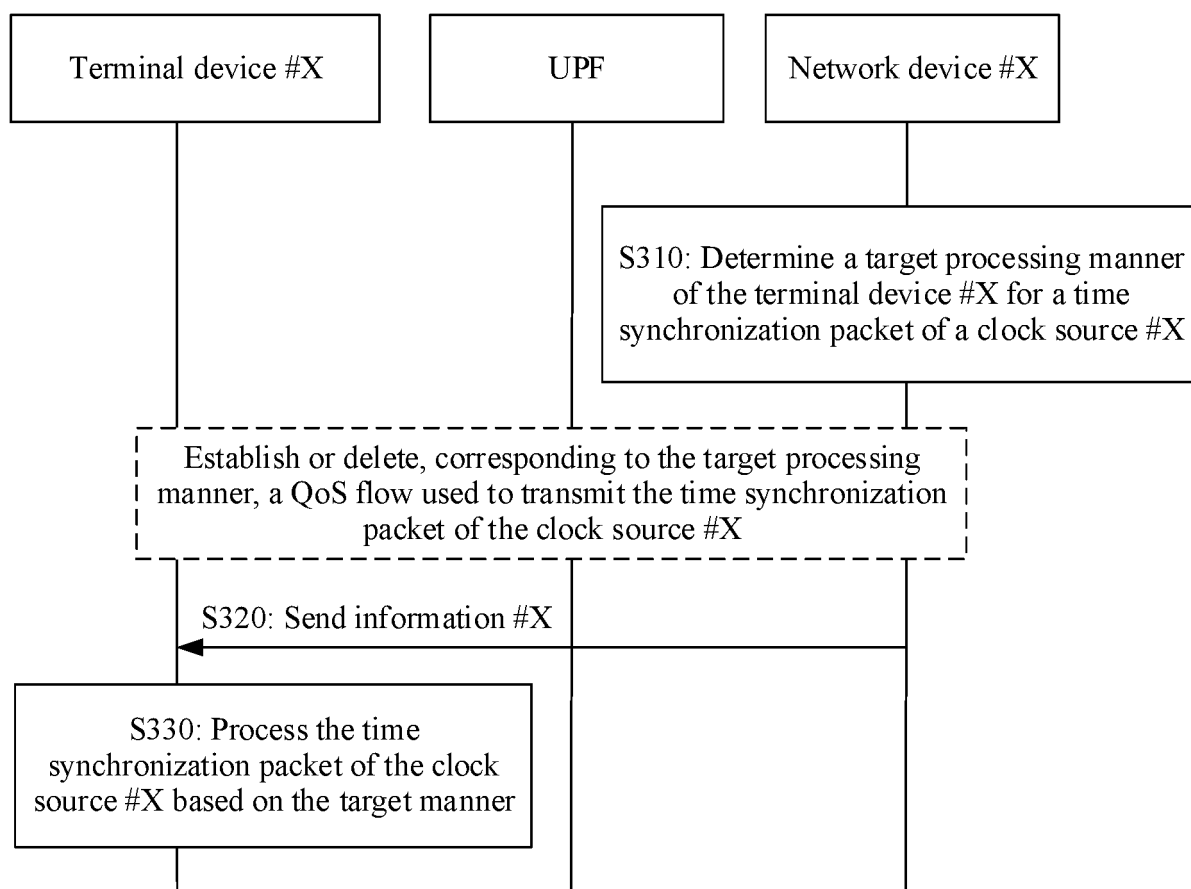 Terminal device #X
UPF
Network device #X
S310: Determine a target processing manner
of the terminal device #X for a time
synchronization packet of a clock source #X
Establish or delete, corresponding to the target processing
manner, a QoS flow used to transmit the time synchronization
packet of the clock source #X
S320: Send information #X
S330: Process the time
synchronization packet of the clock
source #X based on the target manner